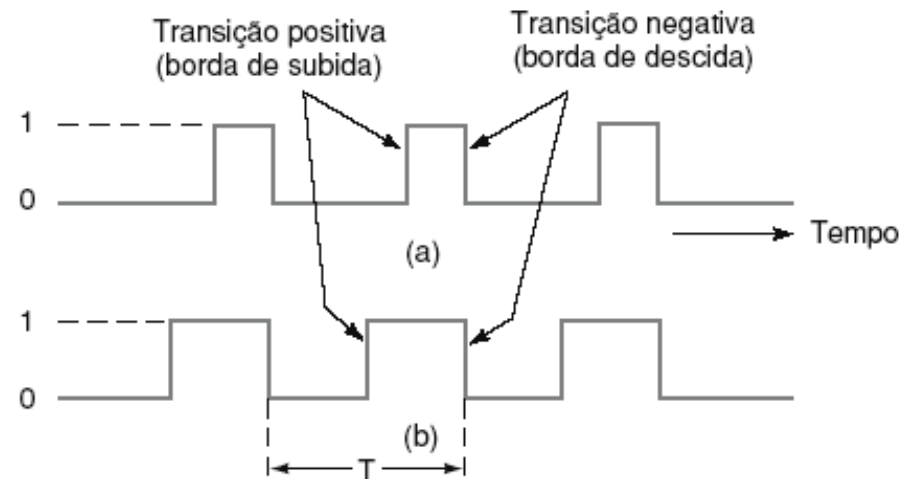 Transição positiva
(borda de subida)
Transição negativa
(borda de descida)
1
0
Tempo
(a)
1
0
(b)
T